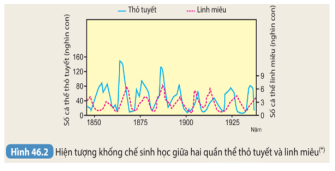 Thỏ tuyết Linh miêu
Số cá thể thỏ tuyết (nghìn con)
160
120
80
40
0
1850 1875 1900 1925
Năm
9
6
3
0
Số cá thể linh miêu (nghìn con)
Hình 46.2 Hiện tượng khống chế sinh học giữa hai quần thể thỏ tuyết và linh miêu(*)